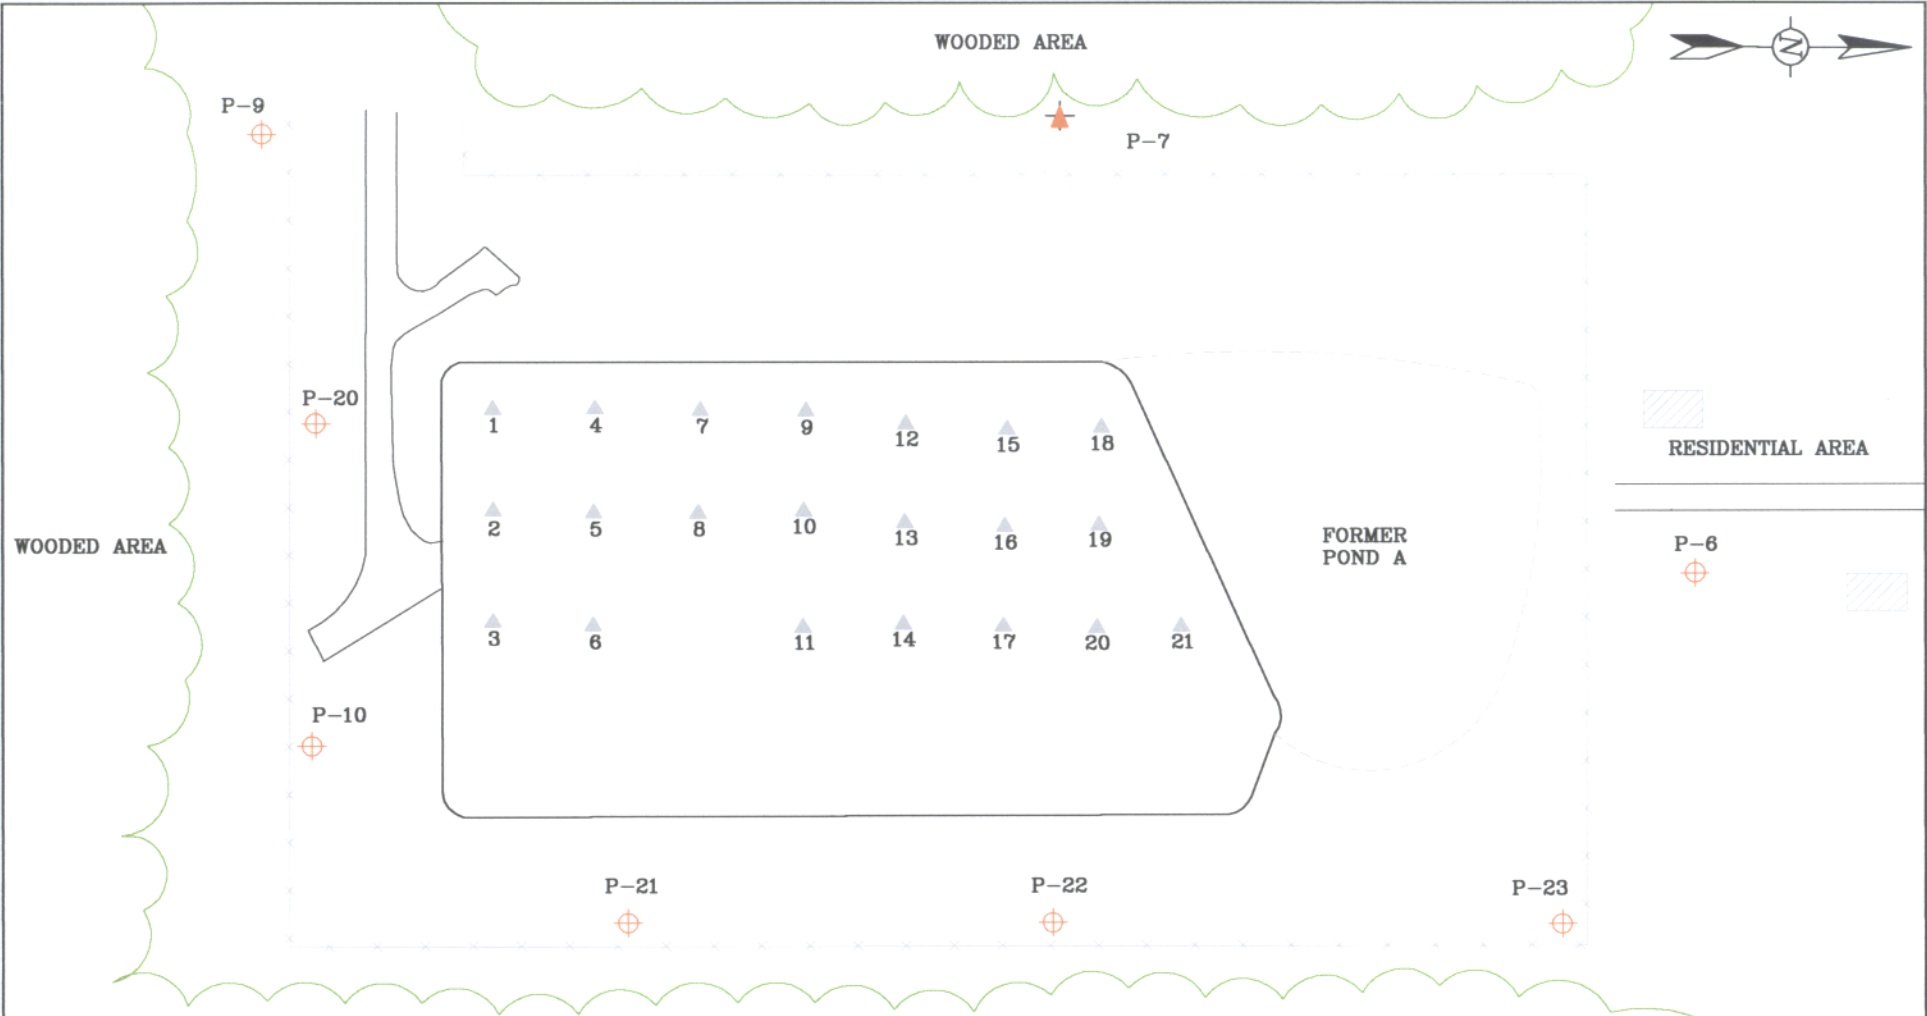 WOODED AREA
N
P-9
P-7
P-20
1 4 7 9 12 15 18
RESIDENTIAL AREA
2 5 8 10 13 16 19
WOODED AREA
FORMER
POND A
P-6
3 6 11 14 17 20 21
P-10
P-21 P-22 P-23